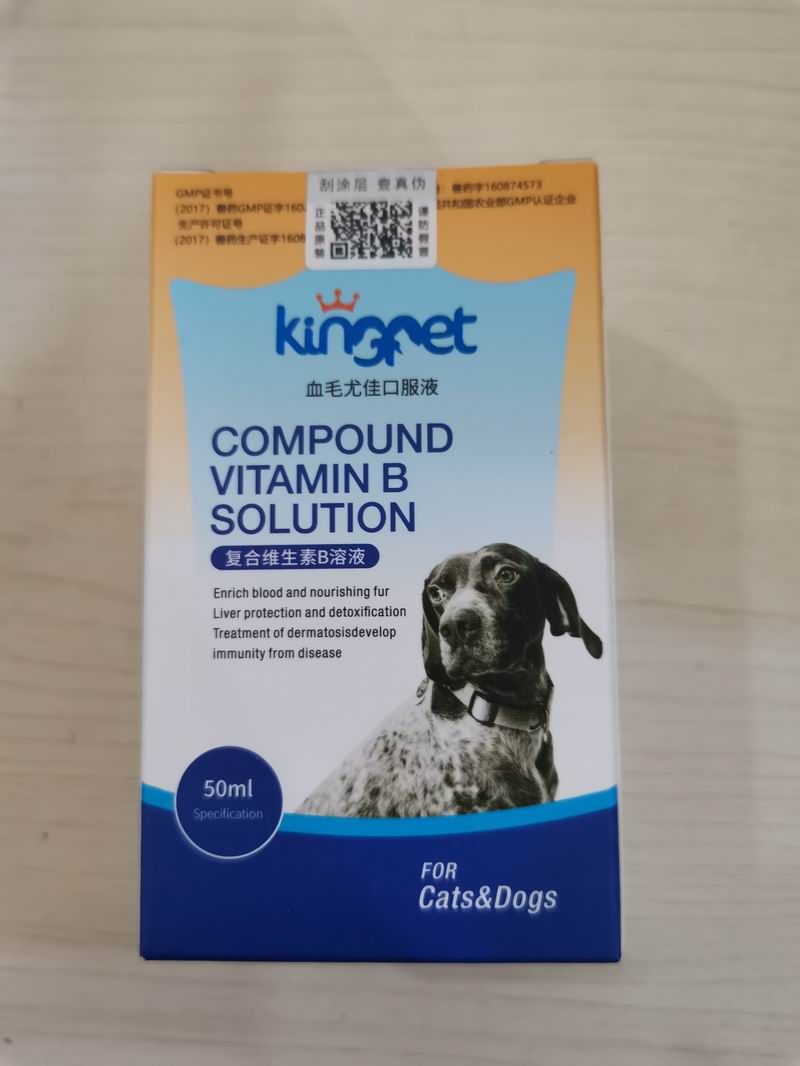 刮涂层 查真伪
正品原装
谨防假冒
GMP证书号
(2017) 兽药GMP证字160
生产许可证号
(2017) 兽药生产证字1608
号: 兽药字160874573
共和国农业部GMP认证企业
kingpet
血毛尤佳口服液
COMPOUND
VITAMIN B
SOLUTION
复合维生素B溶液
Enrich blood and nourishing fur
Liver protection and detoxification
Treatment of dermatosisdevelop
immunity from disease
50ml
Specification
FOR
Cats&Dogs